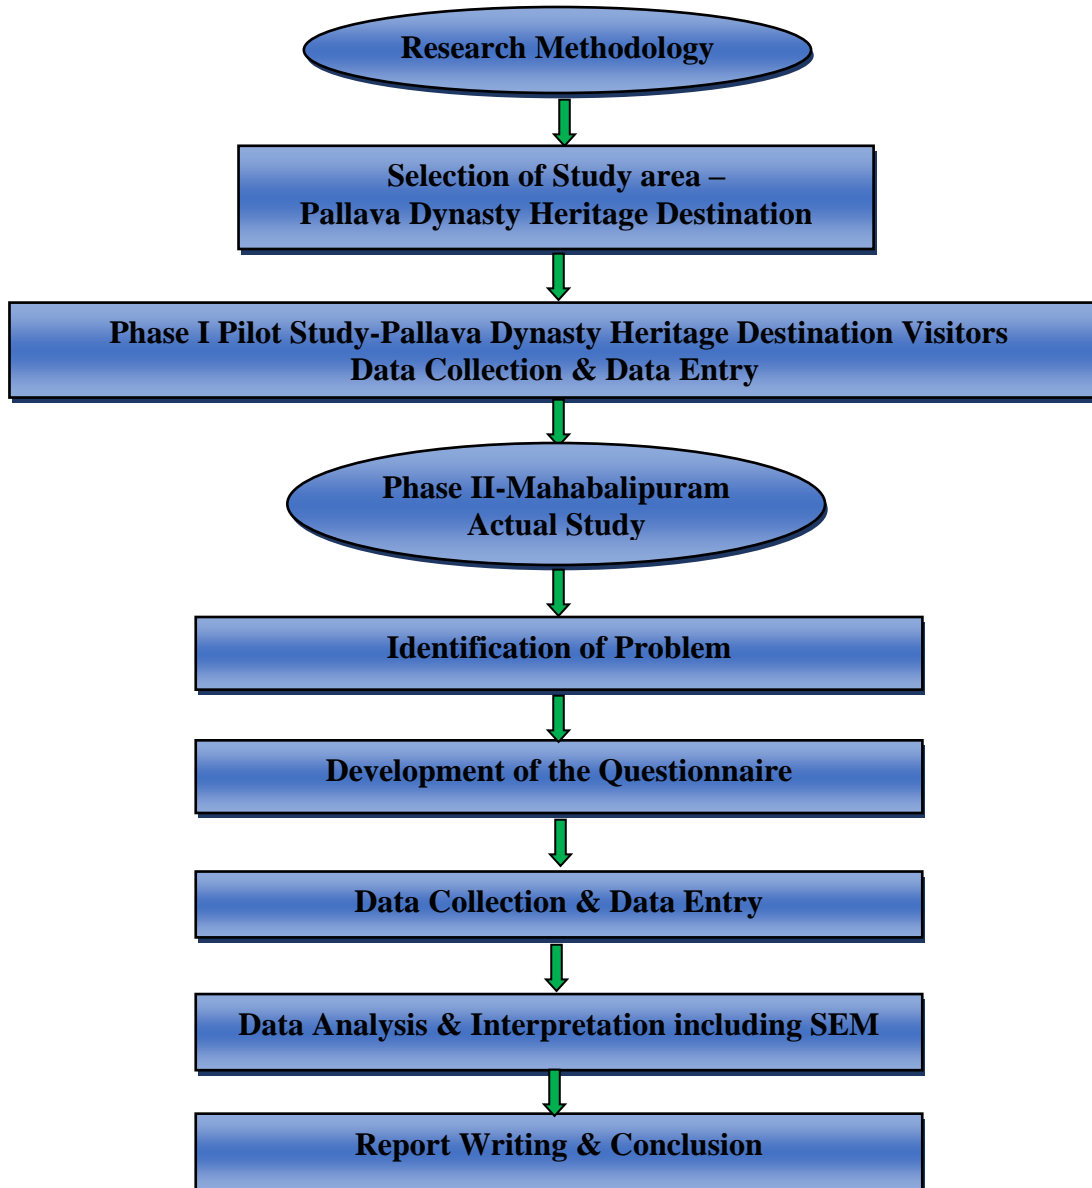 Research Methodology
Selection of Study area –
Pallava Dynasty Heritage Destination
Phase I Pilot Study-Pallava Dynasty Heritage Destination Visitors
Data Collection & Data Entry
Phase II-Mahabalipuram
Actual Study
Identification of Problem
Development of the Questionnaire
Data Collection & Data Entry
Data Analysis & Interpretation including SEM
Report Writing & Conclusion